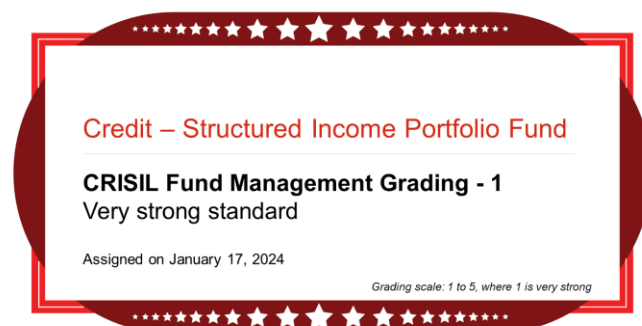 Credit – Structured Income Portfolio Fund
CRISIL Fund Management Grading - 1
Very strong standard
Assigned on January 17, 2024
Grading scale: 1 to 5, where 1 is very strong